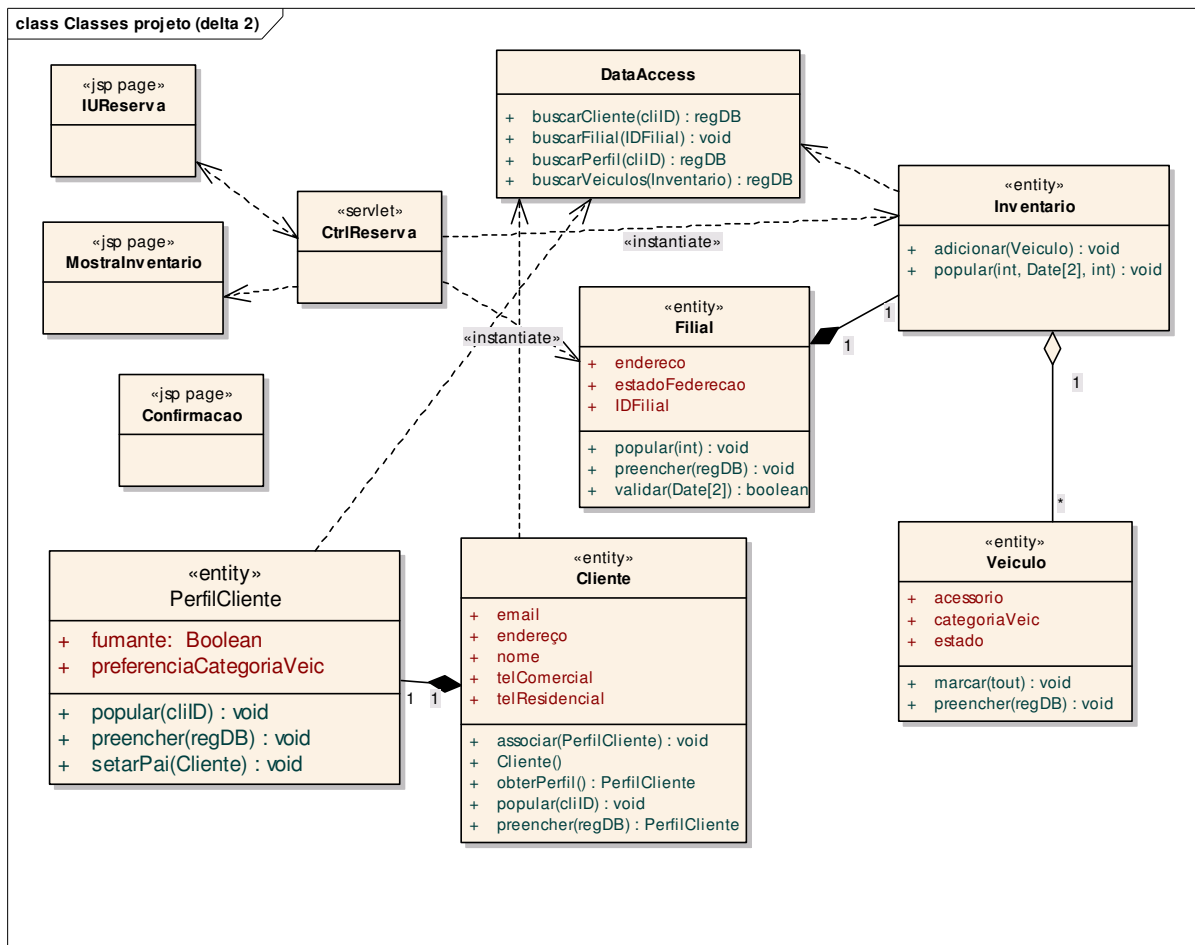 class Classes projeto (delta 2)
«jsp page»
IUReserva
DataAccess
+ buscarCliente(cliID) : regDB
+ buscarFilial(IDFilial) : void
+ buscarPerfil(cliID) : regDB
+ buscarVeiculos(Inventario) : regDB
«entity»
Inventario
+ adicionar(Veiculo) : void
+ popular(int, Date[2], int) : void
«servlet»
CtrlReserva
«instantiate»
«jsp page»
MostraInventario
«instantiate»
«entity»
Filial
+ endereco
+ estadoFederecao
+ IDFilial
+ popular(int) : void
+ preencher(regDB) : void
+ validar(Date[2]) : boolean
1
1
1
*
«jsp page»
Confirmacao
«entity»
PerfilCliente
+ fumante: Boolean
+ preferenciaCategoriaVeic
+ popular(cliID) : void
+ preencher(regDB) : void
+ setarPai(Cliente) : void
1
1
«entity»
Cliente
+ email
+ endereço
+ nome
+ telComercial
+ telResidencial
+ associar(PerfilCliente) : void
+ Cliente()
+ obterPerfil() : PerfilCliente
+ popular(cliID) : void
+ preencher(regDB) : PerfilCliente
«entity»
Veiculo
+ acessorio
+ categoriaVeic
+ estado
+ marcar(tout) : void
+ preencher(regDB) : void